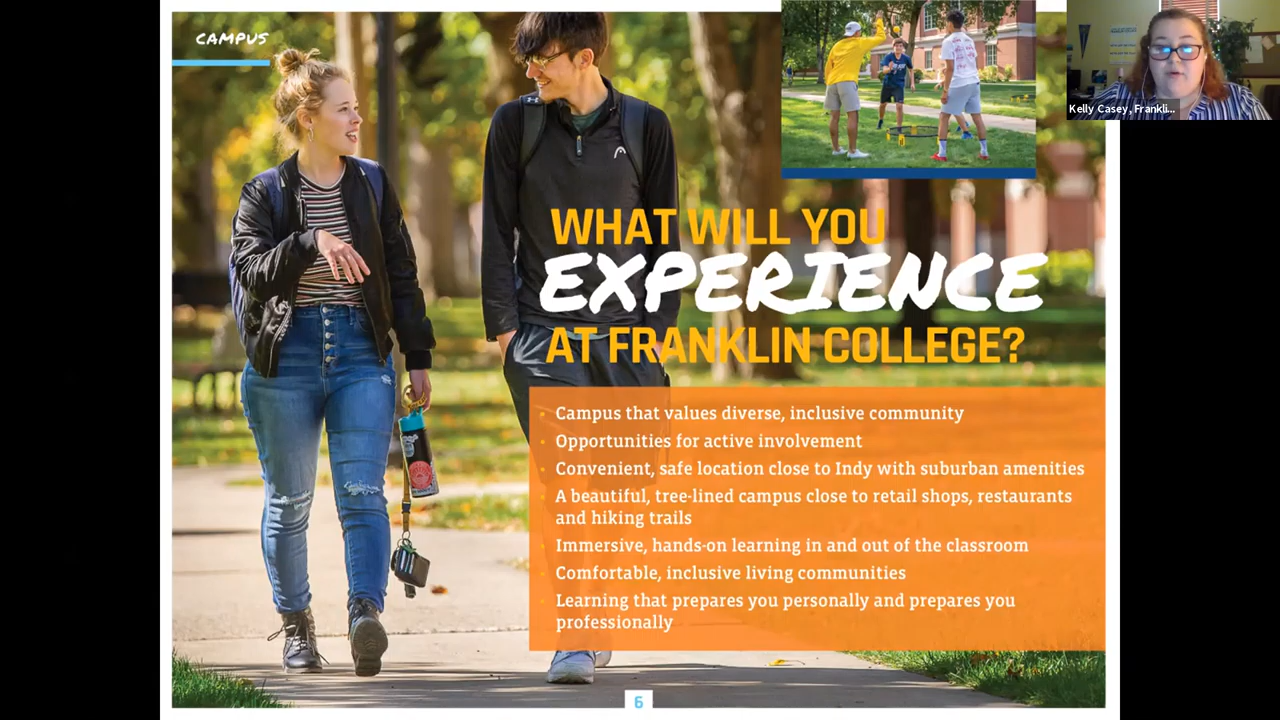 CAMPUS
Kelly Casey, Frankli...
WHAT WILL YOU
EXPERIENCE
AT FRANKLIN COLLEGE?
• Campus that values diverse, inclusive community
• Opportunities for active involvement
• Convenient, safe location close to Indy with suburban amenities
• A beautiful, tree-lined campus close to retail shops, restaurants
and hiking trails
• Immersive, hands-on learning in and out of the classroom
• Comfortable, inclusive living communities
• Learning that prepares you personally and prepares you
professionally
6